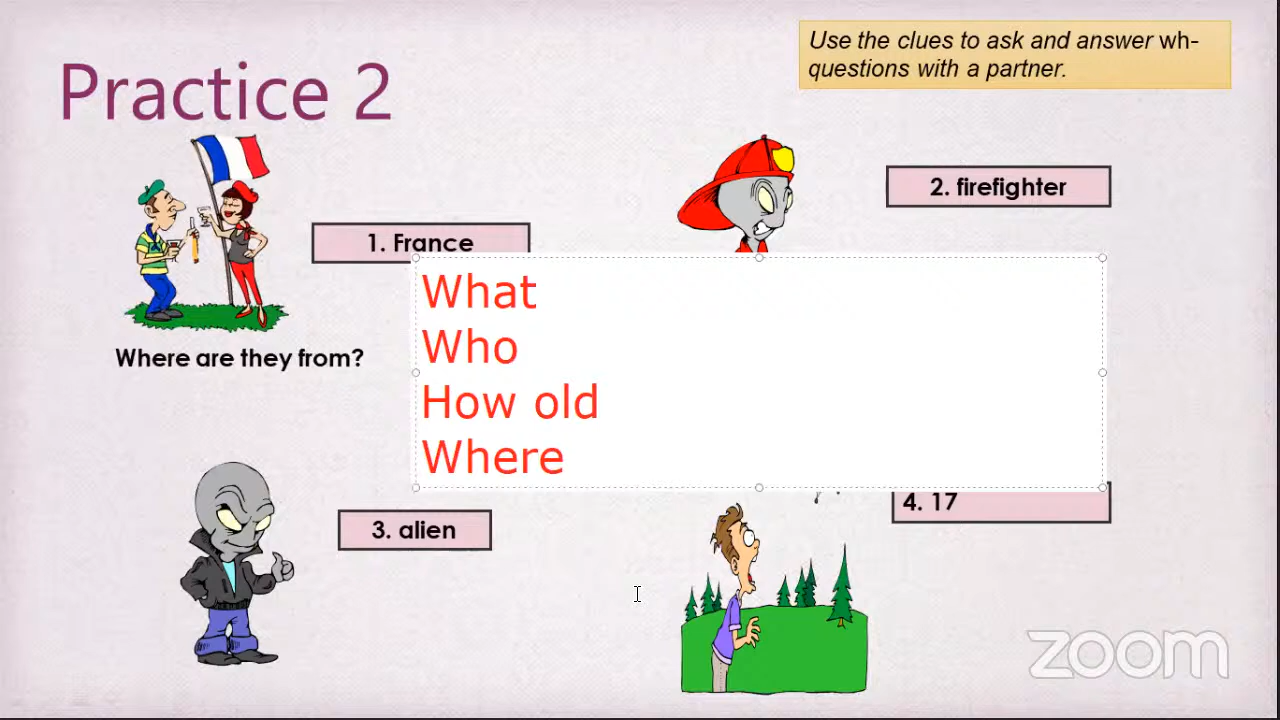 Use the clues to ask and answer wh-
questions with a partner.
Practice 2
2. firefighter
1. France
What
Who
How old
Where
Where are they from?
4. 17
3. alien
zoom